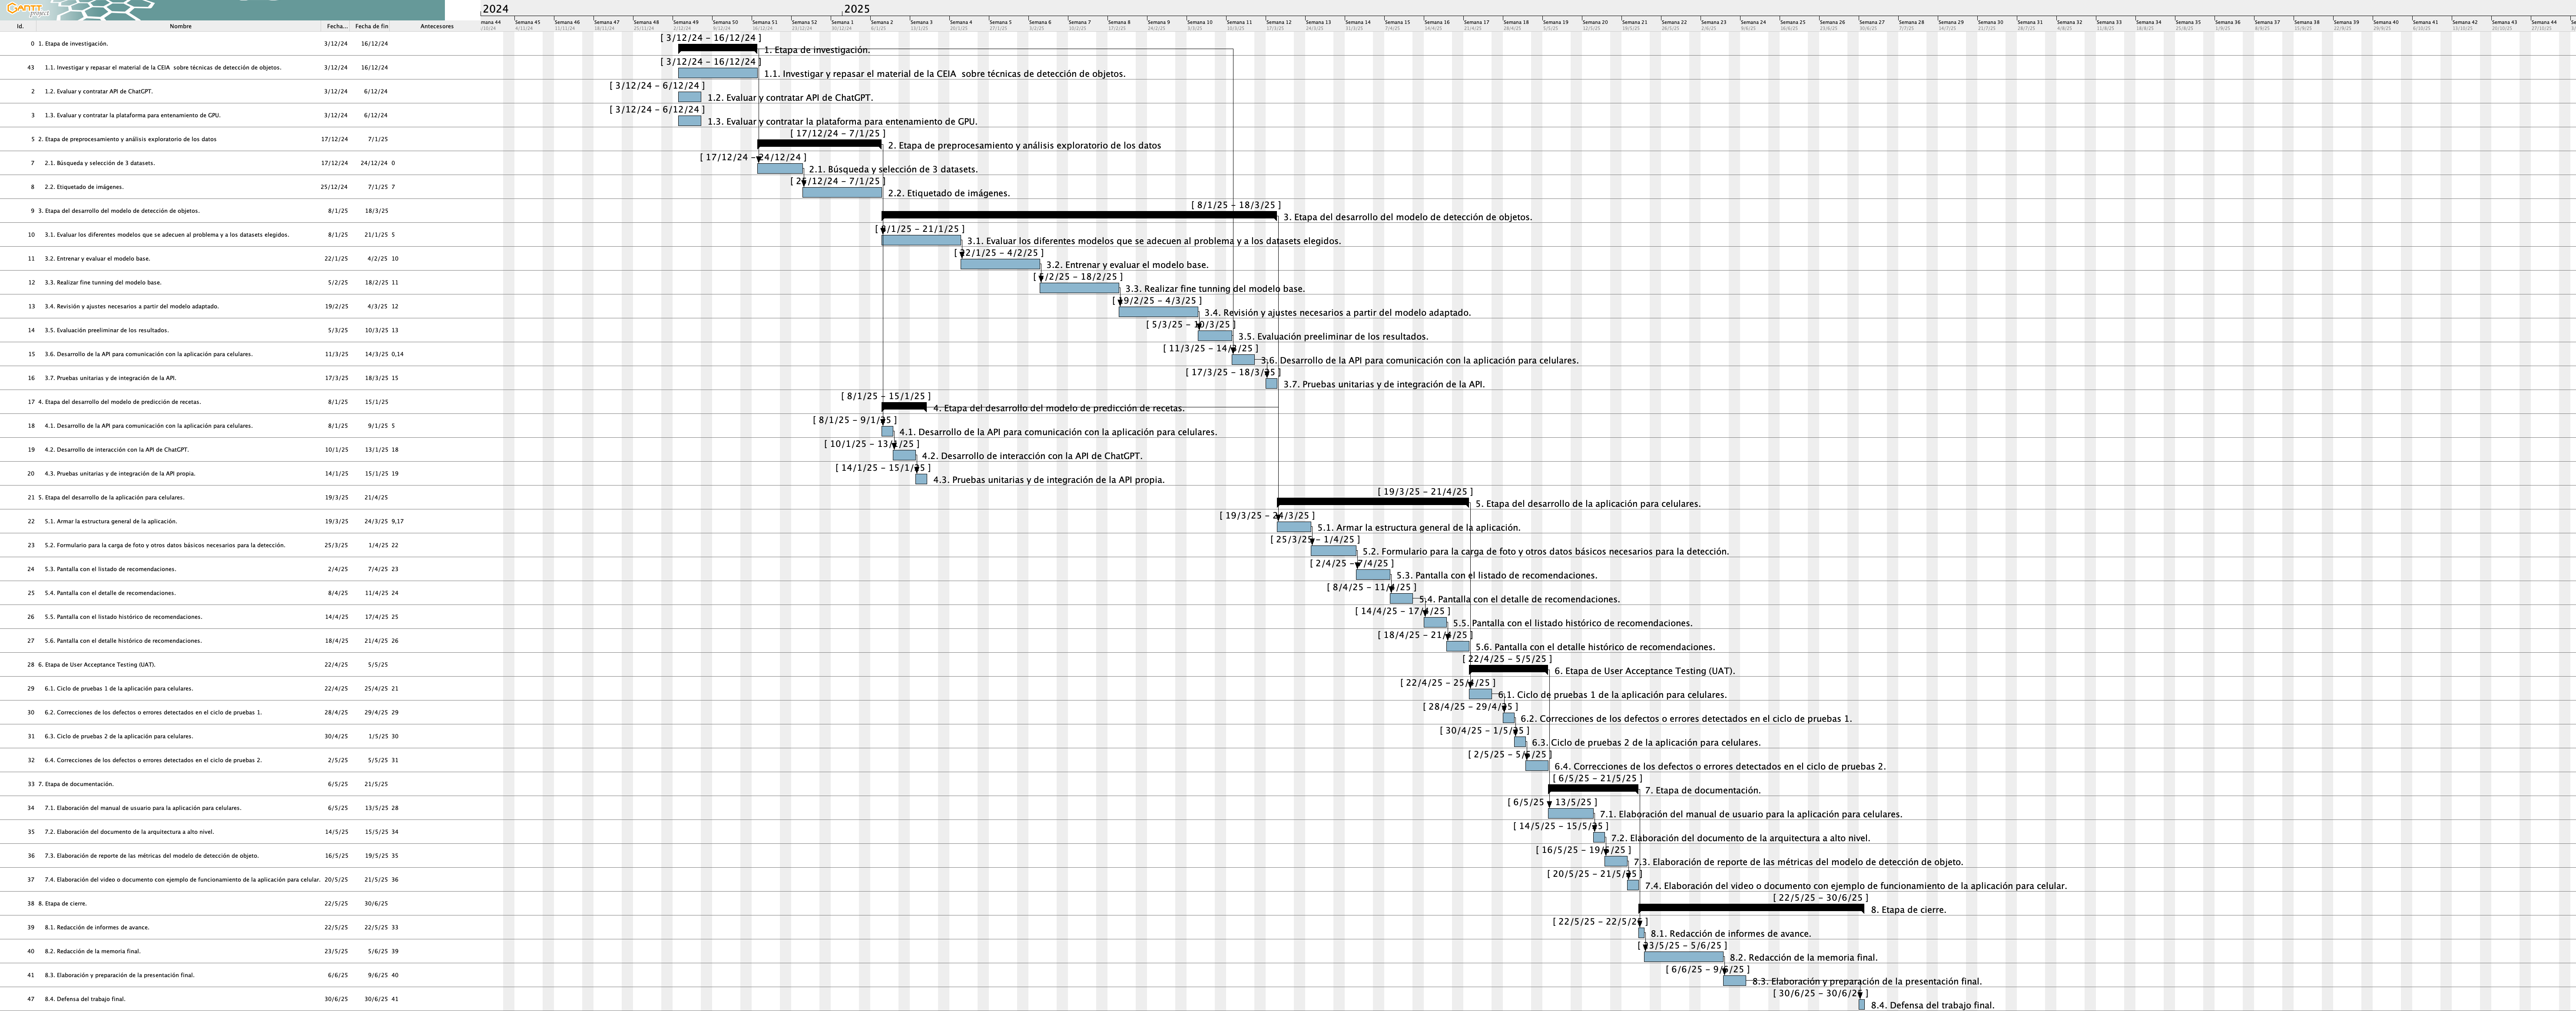 GANTT project
2024 2025
Id. Nombre Fecha... Fecha de fin Antecesores
Semana 44 Semana 45 Semana 46 Semana 47 Semana 48 Semana 49 Semana 50 Semana 51 Semana 52 Semana 1 Semana 2 Semana 3 Semana 4 Semana 5 Semana 6 Semana 7 Semana 8 Semana 9 Semana 10 Semana 11 Semana 12 Semana 13 Semana 14 Semana 15 Semana 16 Semana 17 Semana 18 Semana 19 Semana 20 Semana 21 Semana 22 Semana 23 Semana 24 Semana 25 Semana 26 Semana 27 Semana 28 Semana 29 Semana 30 Semana 31 Semana 32 Semana 33 Semana 34 Semana 35 Semana 36 Semana 37 Semana 38 Semana 39 Semana 40 Semana 41 Semana 42 Semana 43 Semana 44
0 1. Etapa de investigación. 3/12/24 16/12/24
[ 3/12/24 - 16/12/24 ]
1. Etapa de investigación.
43 1.1. Investigar y repasar el material de la CEIA sobre técnicas de detección de objetos. 3/12/24 16/12/24
[ 3/12/24 - 16/12/24 ]
1.1. Investigar y repasar el material de la CEIA sobre técnicas de detección de objetos.
2 1.2. Evaluar y contratar API de ChatGPT. 3/12/24 6/12/24
[ 3/12/24 - 6/12/24 ]
1.2. Evaluar y contratar API de ChatGPT.
3 1.3. Evaluar y contratar la plataforma para entenamiento de GPU. 3/12/24 6/12/24
[ 3/12/24 - 6/12/24 ]
1.3. Evaluar y contratar la plataforma para entenamiento de GPU.
5 2. Etapa de preprocesamiento y análisis exploratorio de los datos 17/12/24 7/1/25
[ 17/12/24 - 7/1/25 ]
2. Etapa de preprocesamiento y análisis exploratorio de los datos
7 2.1. Búsqueda y selección de 3 datasets. 17/12/24 24/12/24 0
[ 17/12/24 - 24/12/24 ]
2.1. Búsqueda y selección de 3 datasets.
8 2.2. Etiquetado de imágenes. 25/12/24 7/1/25 7
[ 25/12/24 - 7/1/25 ]
2.2. Etiquetado de imágenes.
9 3. Etapa del desarrollo del modelo de detección de objetos. 8/1/25 18/3/25
[ 8/1/25 - 18/3/25 ]
3. Etapa del desarrollo del modelo de detección de objetos.
10 3.1. Evaluar los diferentes modelos que se adecuen al problema y a los datasets elegidos. 8/1/25 21/1/25 5
[ 8/1/25 - 21/1/25 ]
3.1. Evaluar los diferentes modelos que se adecuen al problema y a los datasets elegidos.
11 3.2. Entrenar y evaluar el modelo base. 22/1/25 4/2/25 10
[ 22/1/25 - 4/2/25 ]
3.2. Entrenar y evaluar el modelo base.
12 3.3. Realizar fine tunning del modelo base. 5/2/25 18/2/25 11
[ 5/2/25 - 18/2/25 ]
3.3. Realizar fine tunning del modelo base.
13 3.4. Revisión y ajustes necesarios a partir del modelo adaptado. 19/2/25 4/3/25 12
[ 19/2/25 - 4/3/25 ]
3.4. Revisión y ajustes necesarios a partir del modelo adaptado.
14 3.5. Evaluación preeliminar de los resultados. 5/3/25 10/3/25 13
[ 5/3/25 - 10/3/25 ]
3.5. Evaluación preeliminar de los resultados.
15 3.6. Desarrollo de la API para comunicación con la aplicación para celulares. 11/3/25 14/3/25 0,14
[ 11/3/25 - 14/3/25 ]
3.6. Desarrollo de la API para comunicación con la aplicación para celulares.
16 3.7. Pruebas unitarias y de integración de la API. 17/3/25 18/3/25 15
[ 17/3/25 - 18/3/25 ]
3.7. Pruebas unitarias y de integración de la API.
17 4. Etapa del desarrollo del modelo de predicción de recetas. 8/1/25 15/1/25
[ 8/1/25 - 15/1/25 ]
4. Etapa del desarrollo del modelo de predicción de recetas.
18 4.1. Desarrollo de la API para comunicación con la aplicación para celulares. 8/1/25 9/1/25 5
[ 8/1/25 - 9/1/25 ]
4.1. Desarrollo de la API para comunicación con la aplicación para celulares.
19 4.2. Desarrollo de interacción con la API de ChatGPT. 10/1/25 13/1/25 18
[ 10/1/25 - 13/1/25 ]
4.2. Desarrollo de interacción con la API de ChatGPT.
20 4.3. Pruebas unitarias y de integración de la API propia. 14/1/25 15/1/25 19
[ 14/1/25 - 15/1/25 ]
4.3. Pruebas unitarias y de integración de la API propia.
21 5. Etapa del desarrollo de la aplicación para celulares. 19/3/25 21/4/25
[ 19/3/25 - 21/4/25 ]
5. Etapa del desarrollo de la aplicación para celulares.
22 5.1. Armar la estructura general de la aplicación. 19/3/25 24/3/25 9,17
[ 19/3/25 - 24/3/25 ]
5.1. Armar la estructura general de la aplicación.
23 5.2. Formulario para la carga de foto y otros datos básicos necesarios para la detección. 25/3/25 1/4/25 22
[ 25/3/25 - 1/4/25 ]
5.2. Formulario para la carga de foto y otros datos básicos necesarios para la detección.
24 5.3. Pantalla con el listado de recomendaciones. 2/4/25 7/4/25 23
[ 2/4/25 - 7/4/25 ]
5.3. Pantalla con el listado de recomendaciones.
25 5.4. Pantalla con el detalle de recomendaciones. 8/4/25 11/4/25 24
[ 8/4/25 - 11/4/25 ]
5.4. Pantalla con el detalle de recomendaciones.
26 5.5. Pantalla con el listado histórico de recomendaciones. 14/4/25 17/4/25 25
[ 14/4/25 - 17/4/25 ]
5.5. Pantalla con el listado histórico de recomendaciones.
27 5.6. Pantalla con el detalle histórico de recomendaciones. 18/4/25 21/4/25 26
[ 18/4/25 - 21/4/25 ]
5.6. Pantalla con el detalle histórico de recomendaciones.
28 6. Etapa de User Acceptance Testing (UAT). 22/4/25 5/5/25
[ 22/4/25 - 5/5/25 ]
6. Etapa de User Acceptance Testing (UAT).
29 6.1. Ciclo de pruebas 1 de la aplicación para celulares. 22/4/25 25/4/25 21
[ 22/4/25 - 25/4/25 ]
6.1. Ciclo de pruebas 1 de la aplicación para celulares.
30 6.2. Correcciones de los defectos o errores detectados en el ciclo de pruebas 1. 28/4/25 29/4/25 29
[ 28/4/25 - 29/4/25 ]
6.2. Correcciones de los defectos o errores detectados en el ciclo de pruebas 1.
31 6.3. Ciclo de pruebas 2 de la aplicación para celulares. 30/4/25 1/5/25 30
[ 30/4/25 - 1/5/25 ]
6.3. Ciclo de pruebas 2 de la aplicación para celulares.
32 6.4. Correcciones de los defectos o errores detectados en el ciclo de pruebas 2. 2/5/25 5/5/25 31
[ 2/5/25 - 5/5/25 ]
6.4. Correcciones de los defectos o errores detectados en el ciclo de pruebas 2.
33 7. Etapa de documentación. 6/5/25 21/5/25
[ 6/5/25 - 21/5/25 ]
7. Etapa de documentación.
34 7.1. Elaboración del manual de usuario para la aplicación para celulares. 6/5/25 13/5/25 28
[ 6/5/25 - 13/5/25 ]
7.1. Elaboración del manual de usuario para la aplicación para celulares.
35 7.2. Elaboración del documento de la arquitectura a alto nivel. 14/5/25 15/5/25 34
[ 14/5/25 - 15/5/25 ]
7.2. Elaboración del documento de la arquitectura a alto nivel.
36 7.3. Elaboración de reporte de las métricas del modelo de detección de objeto. 16/5/25 19/5/25 35
[ 16/5/25 - 19/5/25 ]
7.3. Elaboración de reporte de las métricas del modelo de detección de objeto.
37 7.4. Elaboración del video o documento con ejemplo de funcionamiento de la aplicación para celular. 20/5/25 21/5/25 36
[ 20/5/25 - 21/5/25 ]
7.4. Elaboración del video o documento con ejemplo de funcionamiento de la aplicación para celular.
38 8. Etapa de cierre. 22/5/25 30/6/25
[ 22/5/25 - 30/6/25 ]
8. Etapa de cierre.
39 8.1. Redacción de informes de avance. 22/5/25 22/5/25 33
[ 22/5/25 - 22/5/25 ]
8.1. Redacción de informes de avance.
40 8.2. Redacción de la memoria final. 23/5/25 5/6/25 39
[ 23/5/25 - 5/6/25 ]
8.2. Redacción de la memoria final.
41 8.3. Elaboración y preparación de la presentación final. 6/6/25 9/6/25 40
[ 6/6/25 - 9/6/25 ]
8.3. Elaboración y preparación de la presentación final.
47 8.4. Defensa del trabajo final. 30/6/25 30/6/25 41
[ 30/6/25 - 30/6/25 ]
8.4. Defensa del trabajo final.